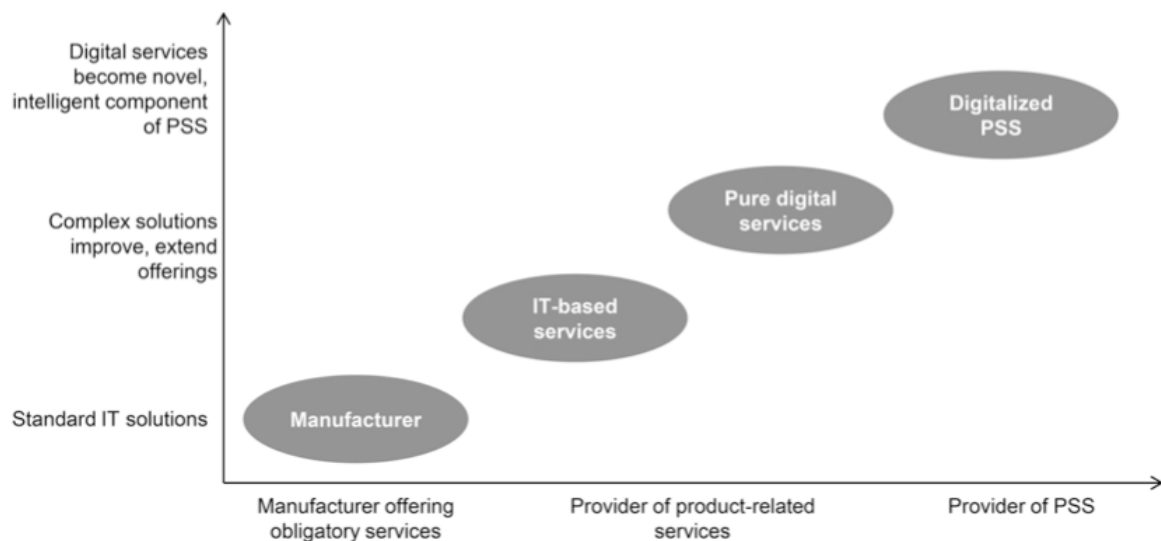 Digital services
become novel,
intelligent component
of PSS
Digitalized
PSS
Pure digital
services
Complex solutions
improve, extend
offerings
IT-based
services
Standard IT solutions
Manufacturer
Manufacturer offering
obligatory services
Provider of product-related
services
Provider of PSS